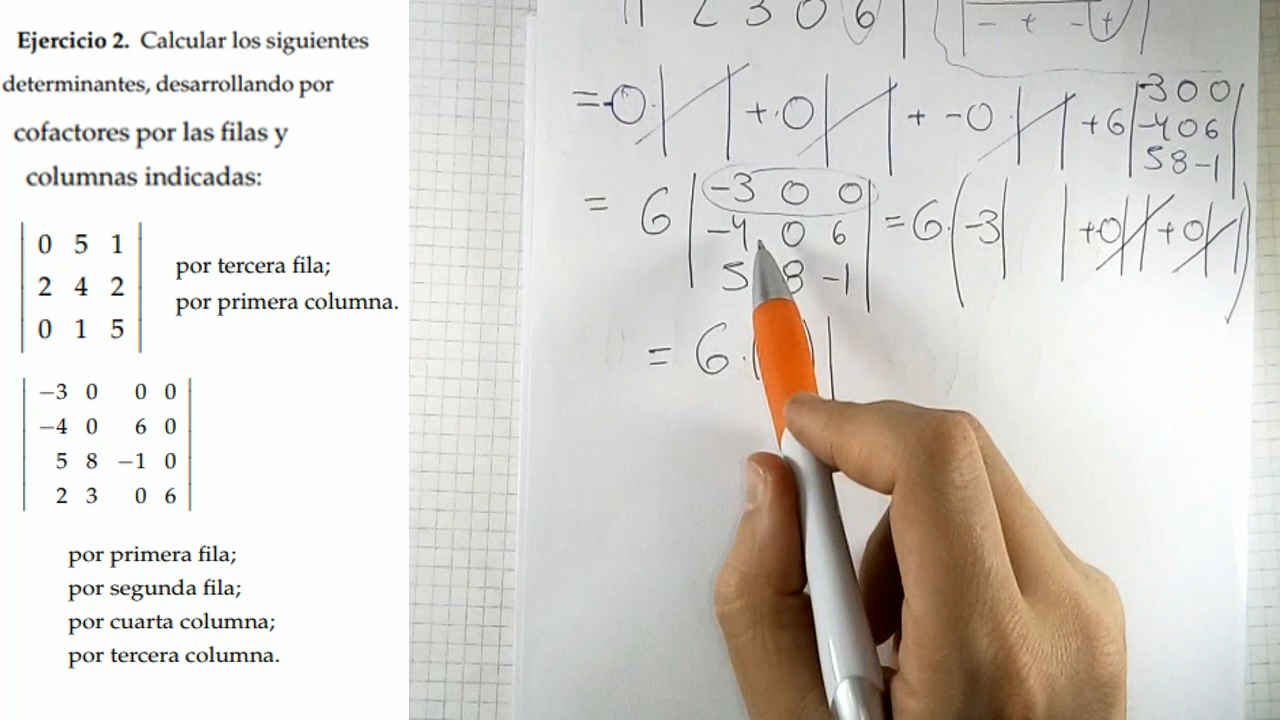 Ejercicio 2. Calcular los siguientes
determinantes, desarrollando por
cofactores por las filas y
columnas indicadas:
0 5 1
2 4 2
0 1 5
por tercera fila;
por primera columna.
−3 0 0 0
−4 0 6 0
5 8 −1 0
2 3 0 6
por primera fila;
por segunda fila;
por cuarta columna;
por tercera columna.
2 3 0 6 |
- + - +
= -0·| | + ·0| | + -0·| | + 6 |-3 0 0
-4 0 6
5 8 -1|
= 6 |-3 0 0
-4 0 6
5 8 -1| = 6·(-3| | +0| | +0| |)
= 6·(